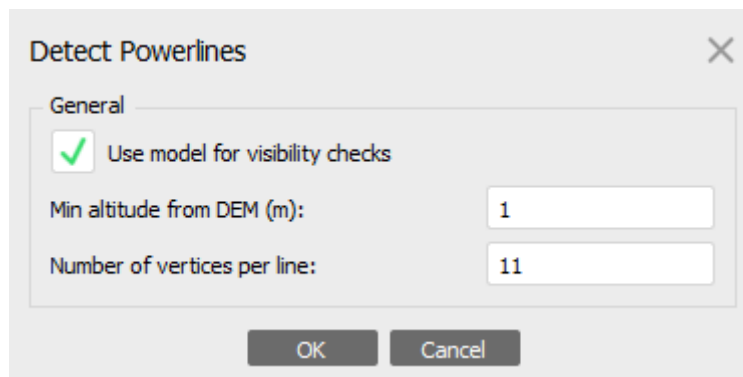 Detect Powerlines
General
Use model for visibility checks
Min altitude from DEM (m): 1
Number of vertices per line: 11
OK Cancel